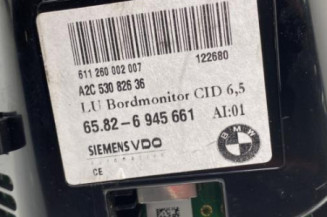 611 260 002 007 122680
A2C 530 826 36
LU Bordmonitor CID 6,5
65.82-6 945 661 AI:01
SIEMENS VDO
BMW
CE